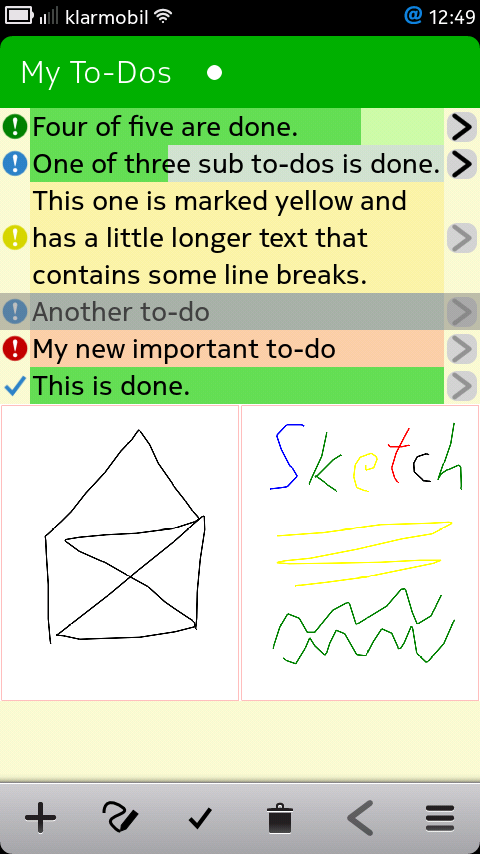 klarmobil @ 12:49
My To-Dos
Four of five are done.
One of three sub to-dos is done.
This one is marked yellow and
has a little longer text that
contains some line breaks.
Another to-do
My new important to-do
This is done.
Sketch